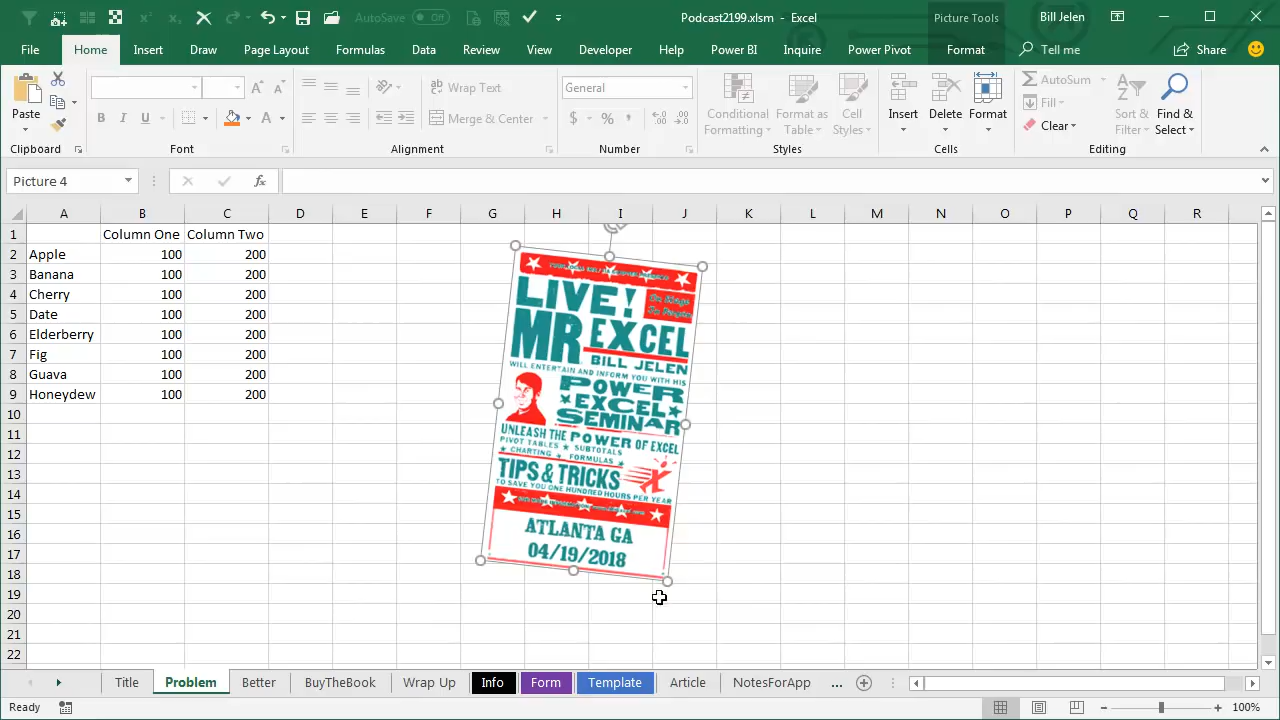 AutoSave Off
Podcast2199.xlsm - Excel
Picture Tools
Bill Jelen
File Home Insert Draw Page Layout Formulas Data Review View Developer Help Power BI Inquire Power Pivot Format Tell me Share
Paste
Clipboard
B I U A
Font
Wrap Text
Merge & Center
Alignment
General
$ % ,
Number
Conditional Formatting
Format as Table
Cell Styles
Styles
Insert
Delete
Format
Cells
AutoSum
Fill
Clear
Sort & Filter
Find & Select
Editing
Picture 4
fx
A B C D E F G H I J K L M N O P Q R
1 Column One Column Two
2 Apple 100 200
3 Banana 100 200
4 Cherry 100 200
5 Date 100 200
6 Elderberry 100 200
7 Fig 100 200
8 Guava 100 200
9 Honeydew 100 200
10
11
12
13
14
15
16
17
18
19
20
21
22
LIVE!
On Stage
In Person
MR EXCEL
BILL JELEN
WILL ENTERTAIN AND INFORM YOU WITH HIS
POWER
EXCEL
SEMINAR
UNLEASH THE POWER OF EXCEL
PIVOT TABLES ★ SUBTOTALS
★ CHARTING ★ FORMULAS ★
TIPS & TRICKS
TO SAVE YOU ONE HUNDRED HOURS PER YEAR
ATLANTA GA
04/19/2018
Title Problem Better BuyTheBook Wrap Up Info Form Template Article NotesForApp ...
Ready
100%